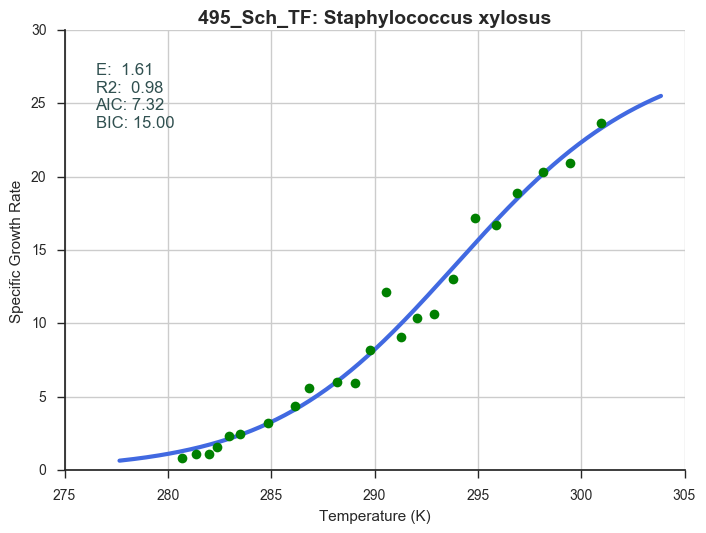 495_Sch_TF: Staphylococcus xylosus
E:  1.61
R2:  0.98
AIC: 7.32
BIC: 15.00
Specific Growth Rate
30
25
20
15
10
5
0
275 280 285 290 295 300 305
Temperature (K)